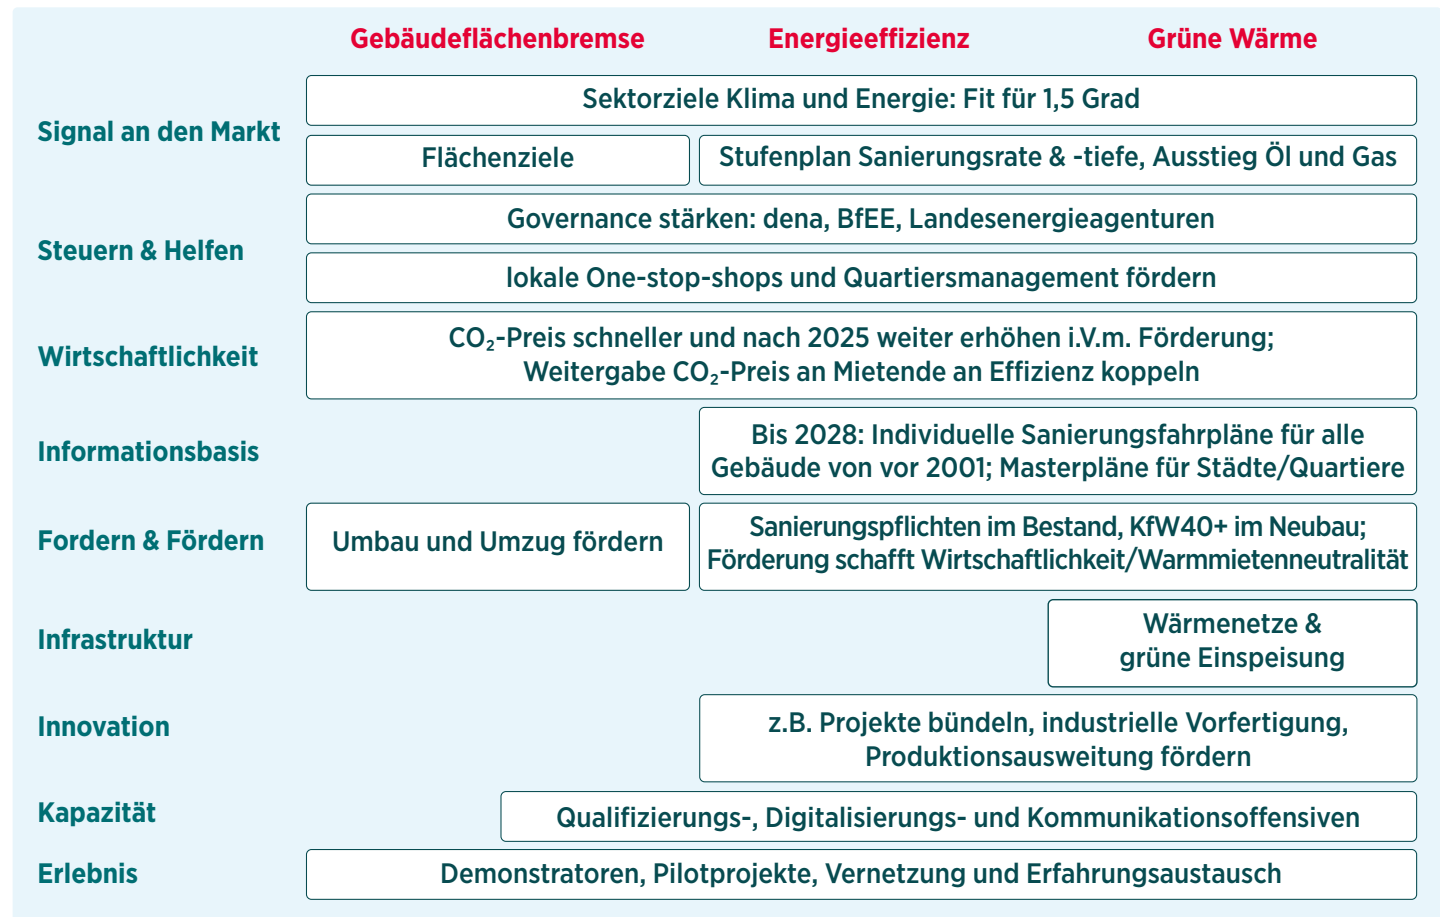 Gebäudeflächenbremse Energieeffizienz Grüne Wärme
Signal an den Markt
Sektorziele Klima und Energie: Fit für 1,5 Grad
Flächenziele
Stufenplan Sanierungsrate & -tiefe, Ausstieg Öl und Gas
Steuern & Helfen
Governance stärken: dena, BfEE, Landesenergieagenturen
lokale One-stop-shops und Quartiersmanagement fördern
Wirtschaftlichkeit
CO₂-Preis schneller und nach 2025 weiter erhöhen i.V.m. Förderung;
Weitergabe CO₂-Preis an Mietende an Effizienz koppeln
Informationsbasis
Bis 2028: Individuelle Sanierungsfahrpläne für alle
Gebäude von vor 2001; Masterpläne für Städte/Quartiere
Fordern & Fördern
Umbau und Umzug fördern
Sanierungspflichten im Bestand, KfW40+ im Neubau;
Förderung schafft Wirtschaftlichkeit/Warmmietenneutralität
Infrastruktur
Wärmenetze &
grüne Einspeisung
Innovation
z.B. Projekte bündeln, industrielle Vorfertigung,
Produktionsausweitung fördern
Kapazität
Qualifizierungs-, Digitalisierungs- und Kommunikationsoffensiven
Erlebnis
Demonstratoren, Pilotprojekte, Vernetzung und Erfahrungsaustausch